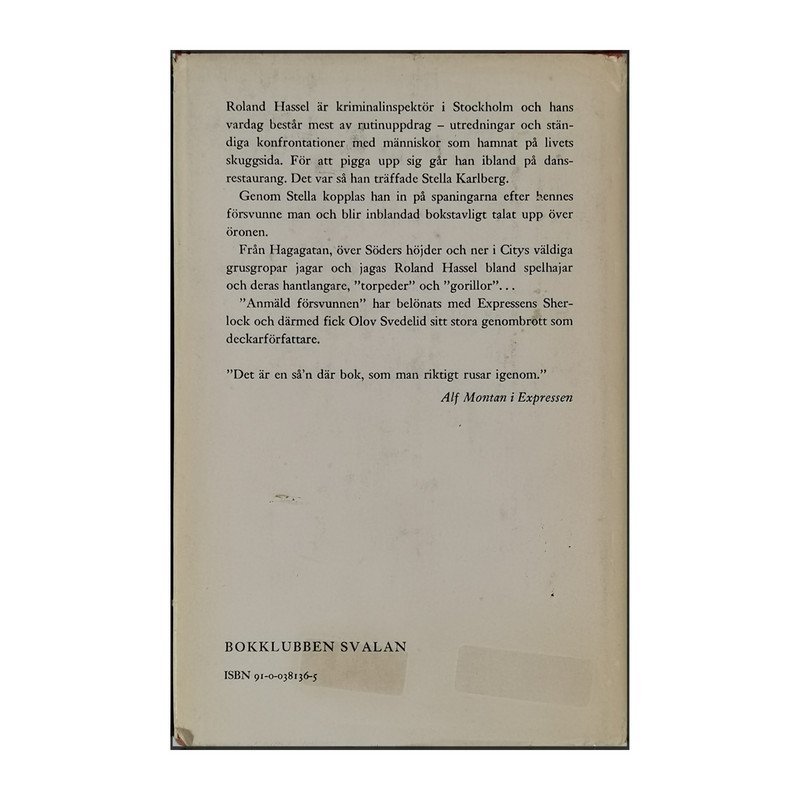 Roland Hassel är kriminalinspektör i Stockholm och hans
vardag består mest av rutinuppdrag – utredningar och stän-
diga konfrontationer med människor som hamnat på livets
skuggsida. För att pigga upp sig går han ibland på dans-
restaurang. Det var så han träffade Stella Karlberg.
Genom Stella kopplas han in på spaningarna efter hennes
försvunne man och blir inblandad bokstavligt talat upp över
öronen.
Från Hagagatan, över Söders höjder och ner i Citys väldiga
grusgropar jagar och jagas Roland Hassel bland spelhajar
och deras hantlangare, ”torpeder” och ”gorillor”...
”Anmäld försvunnen” har belönats med Expressens Sher-
lock och därmed fick Olov Svedelid sitt stora genombrott som
deckarförfattare.
”Det är en så’n där bok, som man riktigt rusar igenom.”
Alf Montan i Expressen
BOKKLUBBEN SVALAN
ISBN 91-0-038136-5